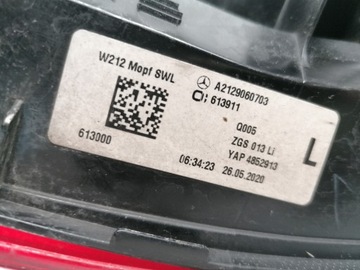 W212 Mopf SWL
A2129060703
613911
613000
Q005
ZGS 013 Li
YAP 4852913
06:34:23 26.05.2020
L